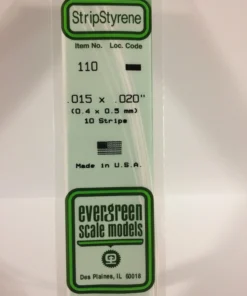 StripStyrene
Item No. Loc. Code
110
.015 x .020"
(0.4 x 0.5 mm)
10 Strips
Made in U.S.A.
evergreen
scale models
Des Plaines, IL 60018